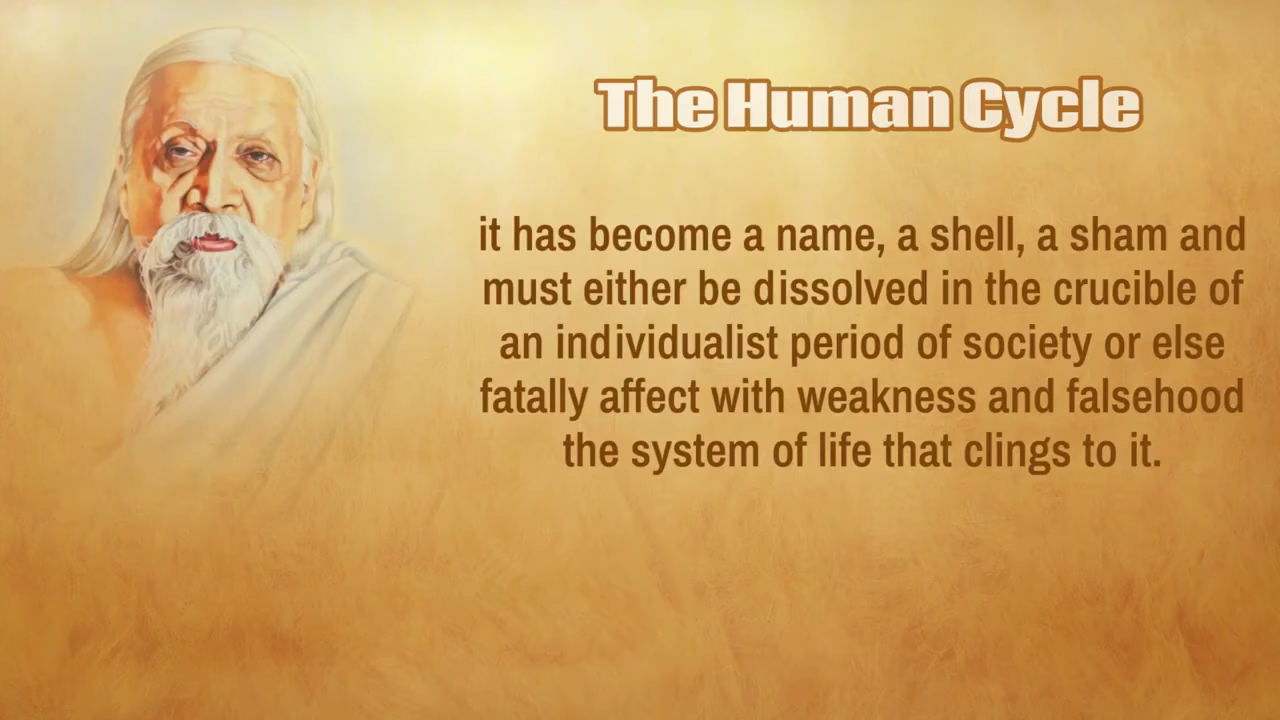 The Human Cycle
it has become a name, a shell, a sham and
must either be dissolved in the crucible of
an individualist period of society or else
fatally affect with weakness and falsehood
the system of life that clings to it.